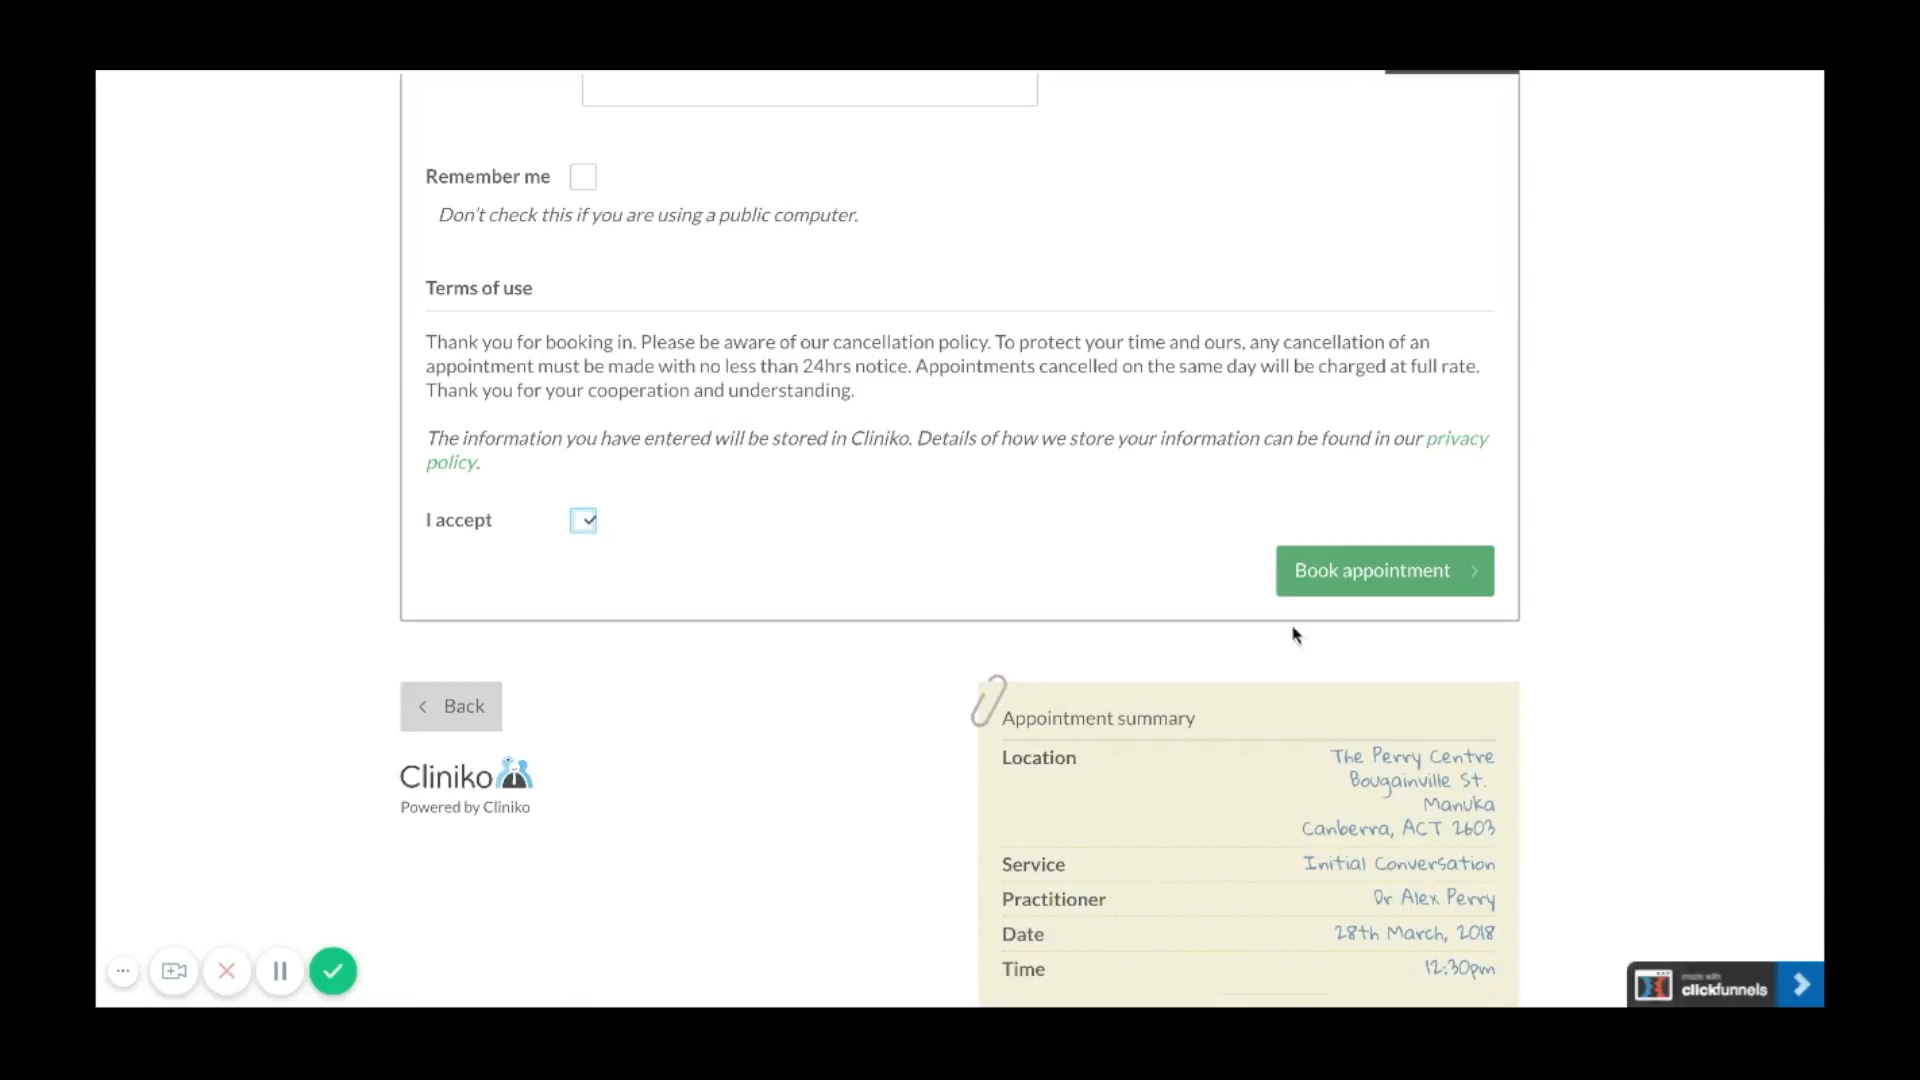 Remember me
Don't check this if you are using a public computer.
Terms of use
Thank you for booking in. Please be aware of our cancellation policy. To protect your time and ours, any cancellation of an
appointment must be made with no less than 24hrs notice. Appointments cancelled on the same day will be charged at full rate.
Thank you for your cooperation and understanding.
The information you have entered will be stored in Cliniko. Details of how we store your information can be found in our privacy
policy.
I accept
Book appointment
Back
Cliniko
Powered by Cliniko
Appointment summary
Location The Perry Centre
Bougainville St.
Manuka
Canberra, ACT 2603
Service Initial Conversation
Practitioner Dr Alex Perry
Date 28th March, 2018
Time 12:30pm
made with
clickfunnels